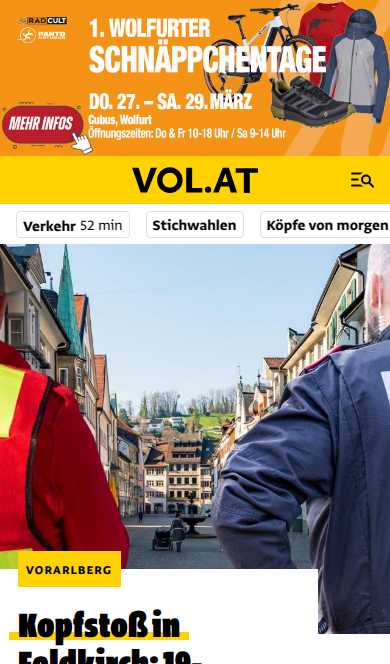 RADCULT
PANTO
1. WOLFURTER
SCHNÄPPCHENTAGE
DO. 27. – SA. 29. MÄRZ
MEHR INFOS
Cubus, Wolfurt
Öffnungszeiten: Do & Fr 10-18 Uhr / Sa 9-14 Uhr
VOL.AT
Verkehr 52 min
Stichwahlen
Köpfe von morgen
VORARLBERG
Kopfstoß in
Feldkirch: 19-